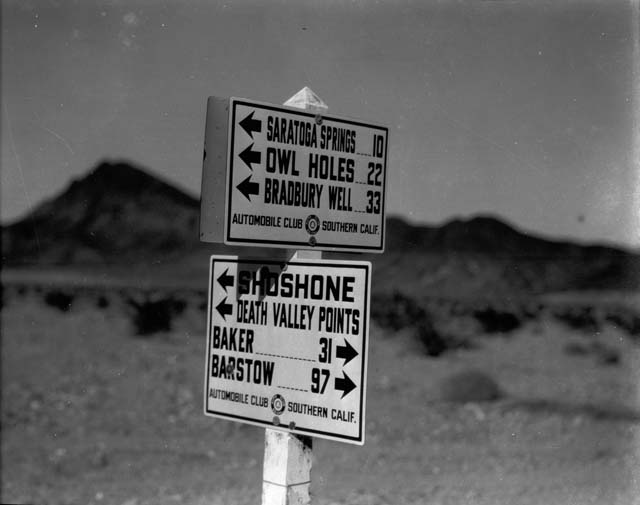 ← SARATOGA SPRINGS 10
← OWL HOLES 22
← BRADBURY WELL 33
AUTOMOBILE CLUB SOUTHERN CALIF.
← SHOSHONE
← DEATH VALLEY POINTS
BAKER 31 →
BARSTOW 97 →
AUTOMOBILE CLUB SOUTHERN CALIF.